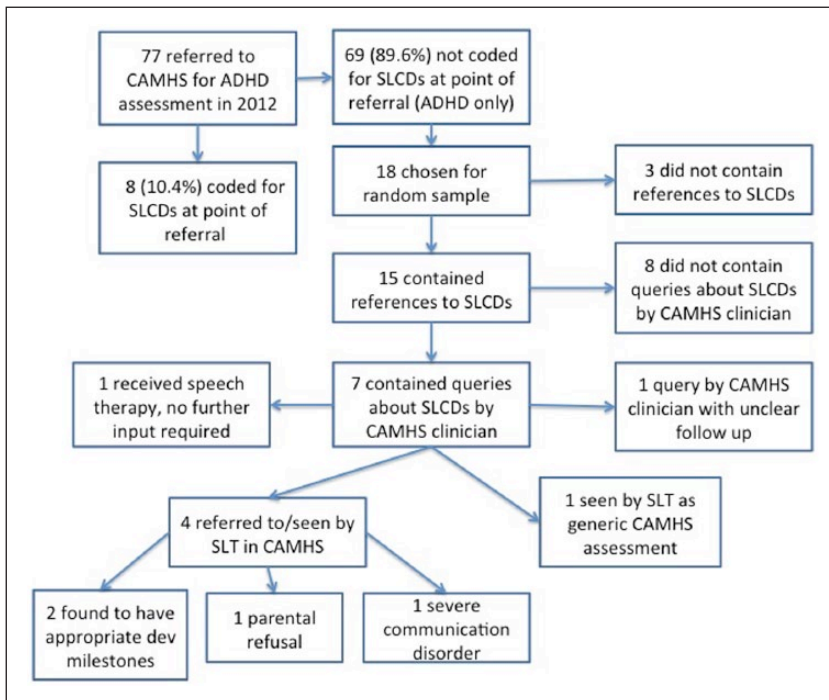 77 referred to
CAMHS for ADHD
assessment in 2012
69 (89.6%) not coded
for SLCDs at point of
referral (ADHD only)
8 (10.4%) coded for
SLCDs at point of
referral
18 chosen for
random sample
3 did not contain
references to SLCDs
15 contained
references to SLCDs
8 did not contain
queries about SLCDs
by CAMHS clinician
1 received speech
therapy, no further
input required
7 contained queries
about SLCDs by
CAMHS clinician
1 query by CAMHS
clinician with unclear
follow up
4 referred to/seen by
SLT in CAMHS
1 seen by SLT as
generic CAMHS
assessment
2 found to have
appropriate dev
milestones
1 parental
refusal
1 severe
communication
disorder